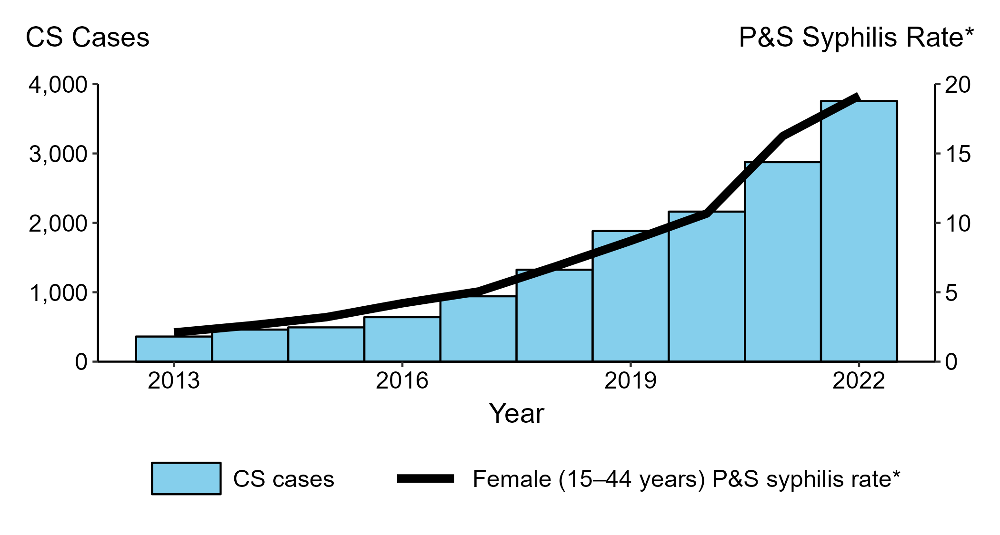 CS Cases
P&S Syphilis Rate*
4,000
3,000
2,000
1,000
0
20
15
10
5
0
2013
2016
2019
2022
Year
CS cases
Female (15–44 years) P&S syphilis rate*